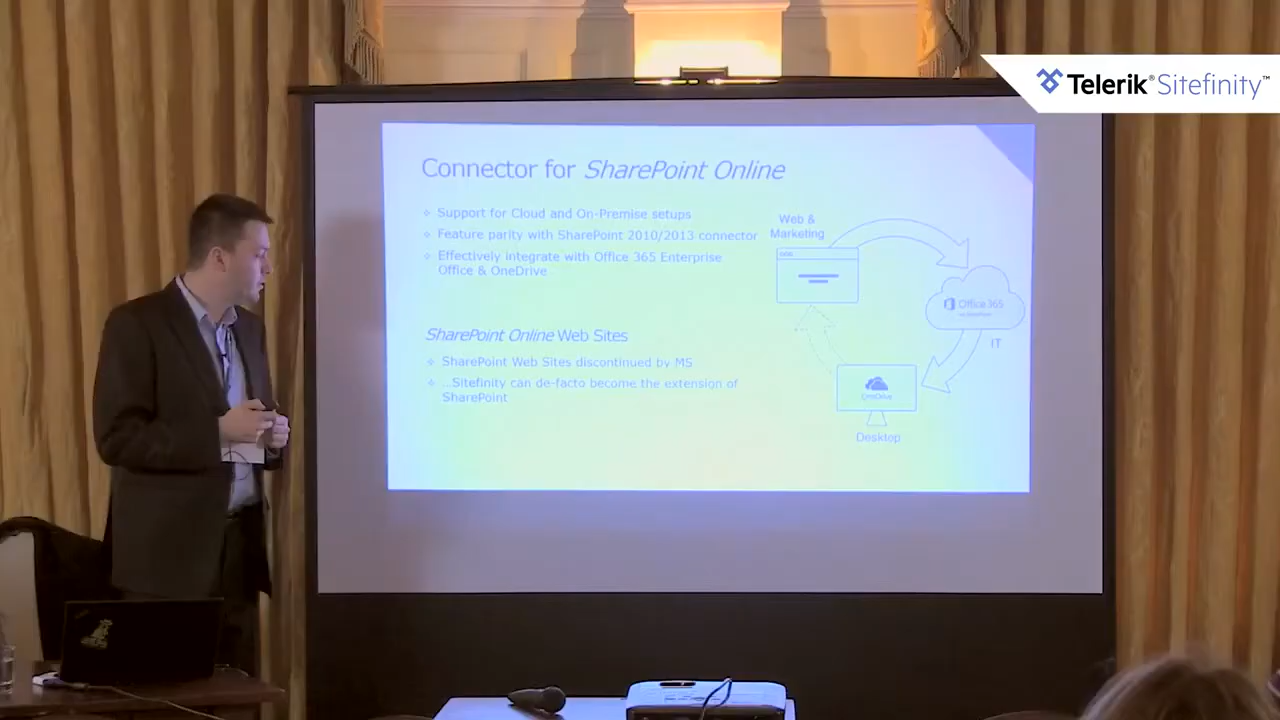 Telerik® Sitefinity™
Connector for SharePoint Online
Support for Cloud and On-Premise setups
Feature parity with SharePoint 2010/2013 connector
Effectively integrate with Office 365 Enterprise
Office & OneDrive
SharePoint Online Web Sites
SharePoint Web Sites discontinued by MS
...Sitefinity can de-facto become the extension of
SharePoint
Web &
Marketing
Office 365
IT
OneDrive
Desktop